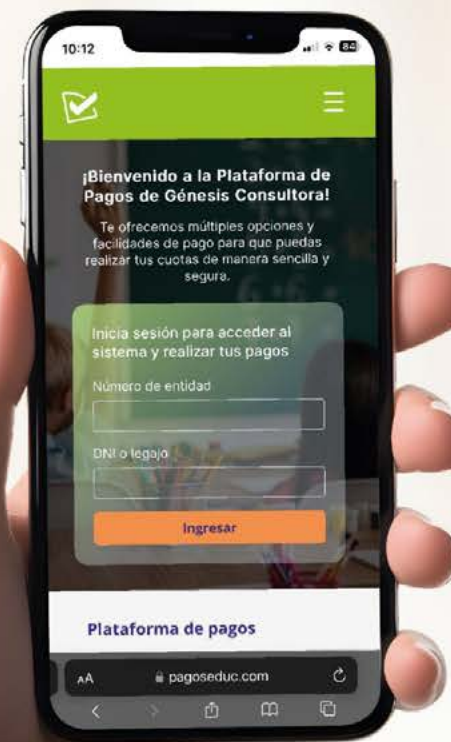 10:12
84
¡Bienvenido a la Plataforma de
Pagos de Génesis Consultora!
Te ofrecemos múltiples opciones y
facilidades de pago para que puedas
realizar tus cuotas de manera sencilla y
segura.
Inicia sesión para acceder al
sistema y realizar tus pagos
Número de entidad
DNI o legajo
Ingresar
Plataforma de pagos
AA
pagoseduc.com